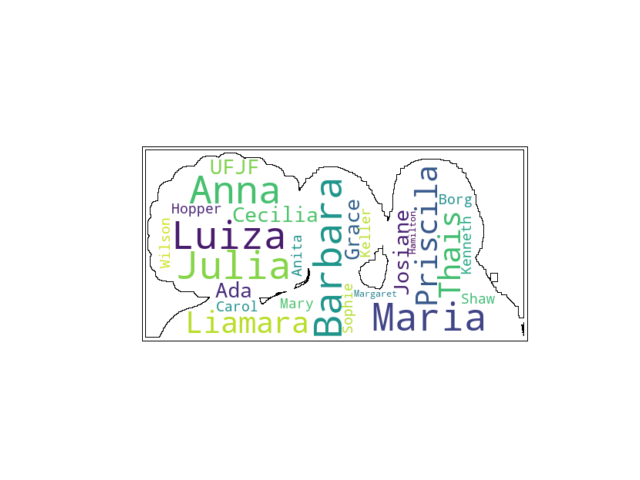 UFJF
Anna
Hopper
Cecilia
Luiza
Wilson
Anita
Julia
Ada
Carol
Mary
Liamara
Barbara
Sophie
Grace
Keller
Margaret
Josiane
Hamilton
Priscila
Borg
Thais
Kenneth
Shaw
Maria